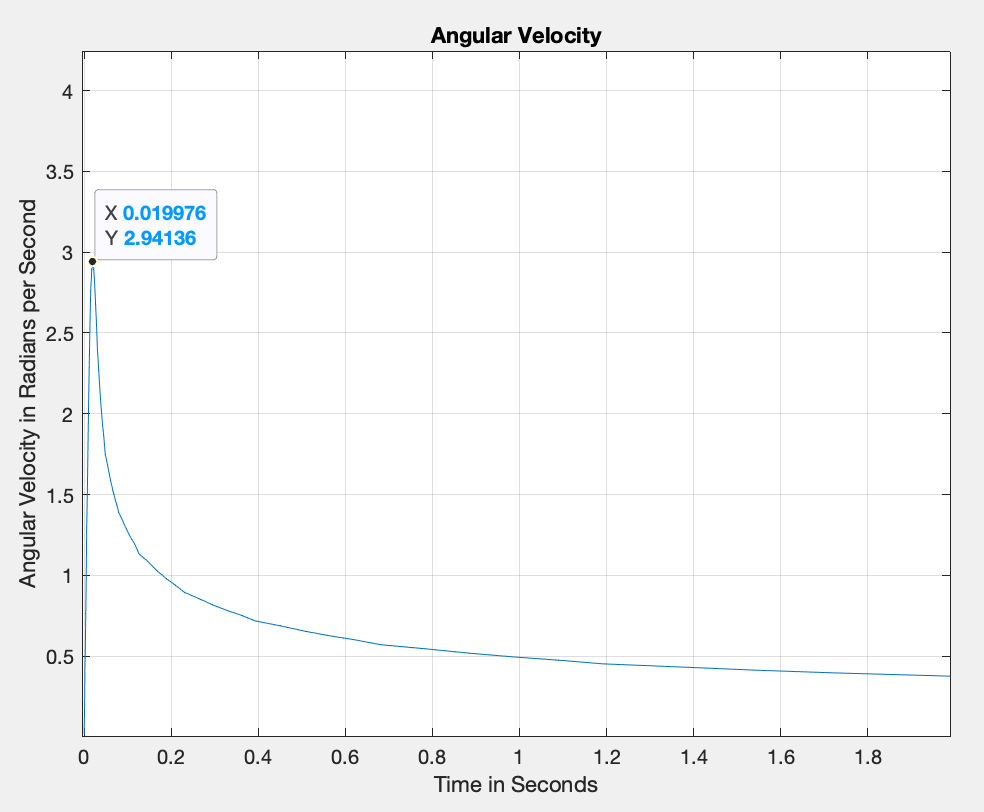 Angular Velocity
4
3.5
3
2.5
2
1.5
1
0.5
Angular Velocity in Radians per Second
X 0.019976
Y 2.94136
0 0.2 0.4 0.6 0.8 1 1.2 1.4 1.6 1.8
Time in Seconds